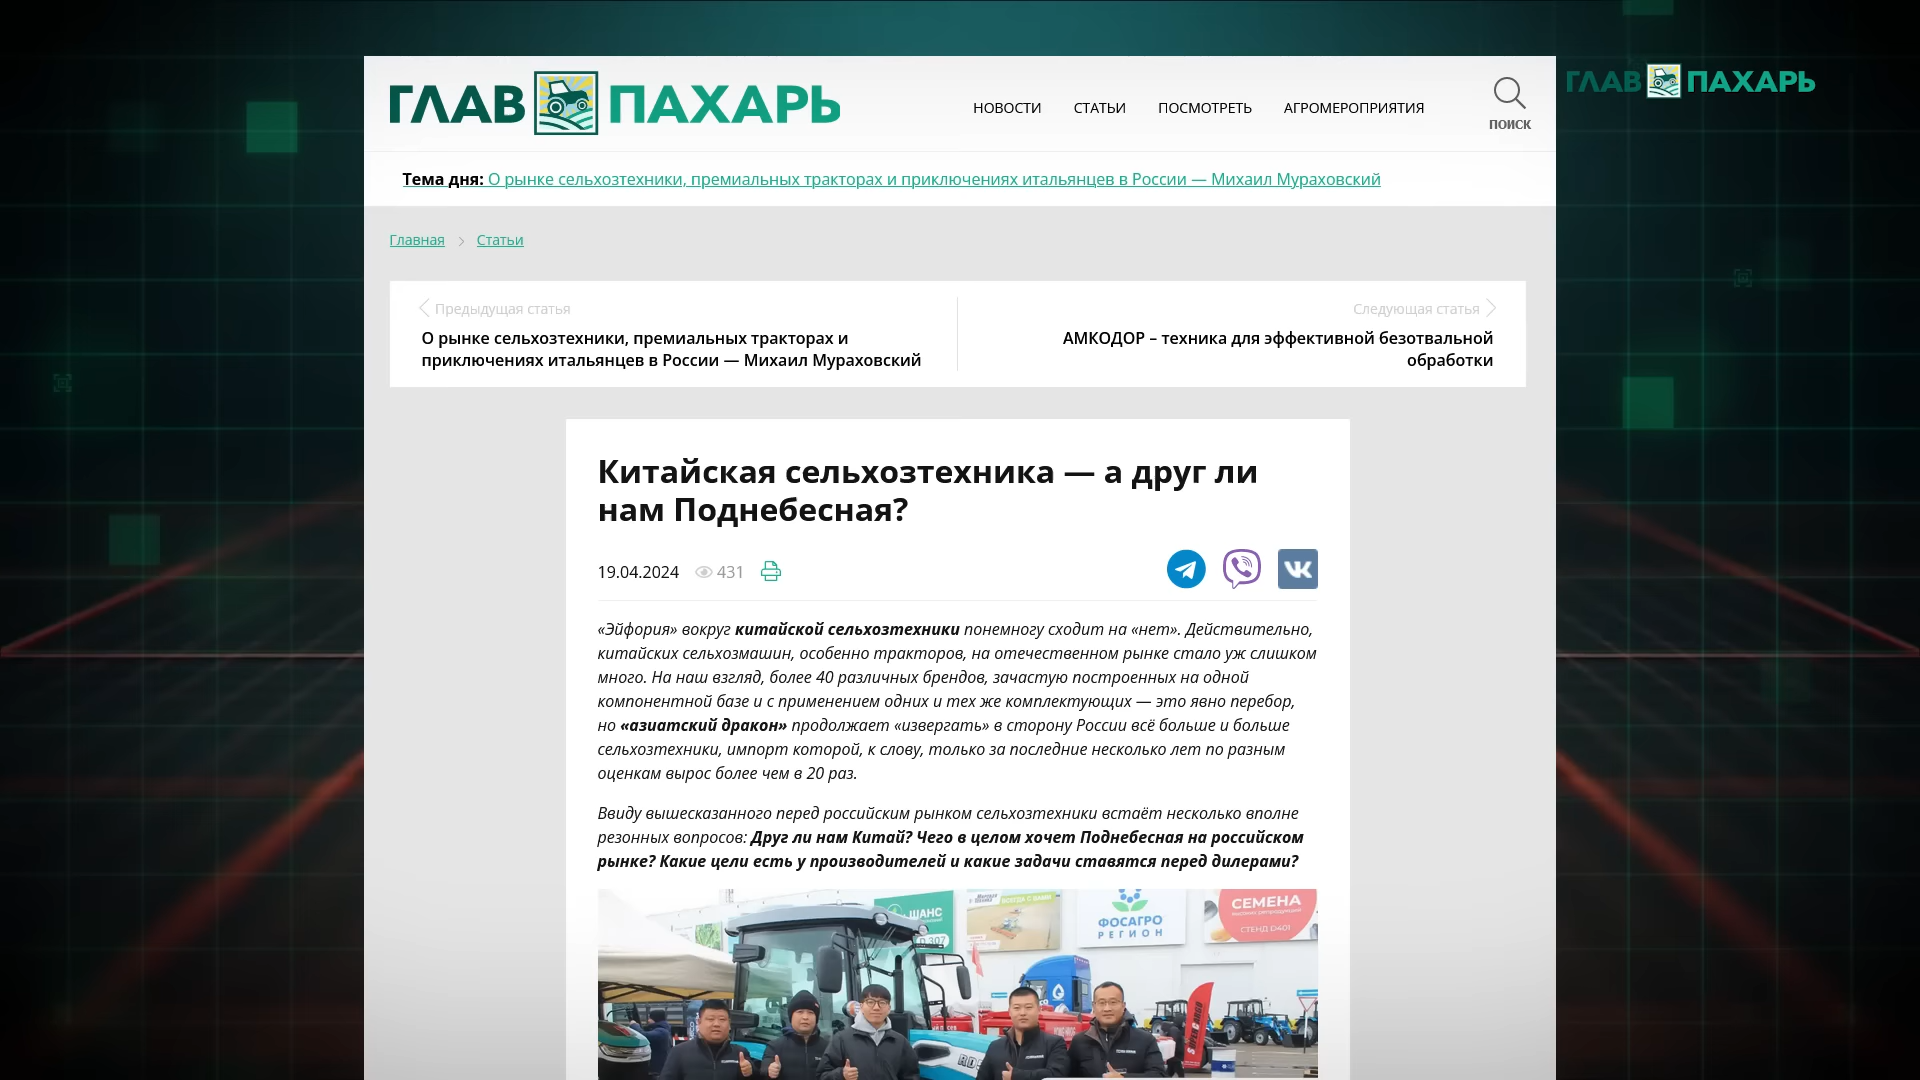 ГЛАВ ПАХАРЬ
НОВОСТИ СТАТЬИ ПОСМОТРЕТЬ АГРОМЕРОПРИЯТИЯ
ПОИСК
ГЛАВ ПАХАРЬ
Тема дня: О рынке сельхозтехники, премиальных тракторах и приключениях итальянцев в России — Михаил Мураховский
Главная > Статьи
Предыдущая статья
О рынке сельхозтехники, премиальных тракторах и
приключениях итальянцев в России — Михаил Мураховский
Следующая статья
АМКОДОР – техника для эффективной безотвальной
обработки
Китайская сельхозтехника — а друг ли
нам Поднебесная?
19.04.2024 431
«Эйфория» вокруг китайской сельхозтехники понемногу сходит на «нет». Действительно,
китайских сельхозмашин, особенно тракторов, на отечественном рынке стало уж слишком
много. На наш взгляд, более 40 различных брендов, зачастую построенных на одной
компонентной базе и с применением одних и тех же комплектующих — это явно перебор,
но «азиатский дракон» продолжает «извергать» в сторону России всё больше и больше
сельхозтехники, импорт которой, к слову, только за последние несколько лет по разным
оценкам вырос более чем в 20 раз.
Ввиду вышесказанного перед российским рынком сельхозтехники встаёт несколько вполне
резонных вопросов: Друг ли нам Китай? Чего в целом хочет Поднебесная на российском
рынке? Какие цели есть у производителей и какие задачи ставятся перед дилерами?
ШАНС
D 307
ВСЕГДА С ВАМИ
ФОСАГРО
РЕГИОН
СЕМЕНА
СТЕНД D401